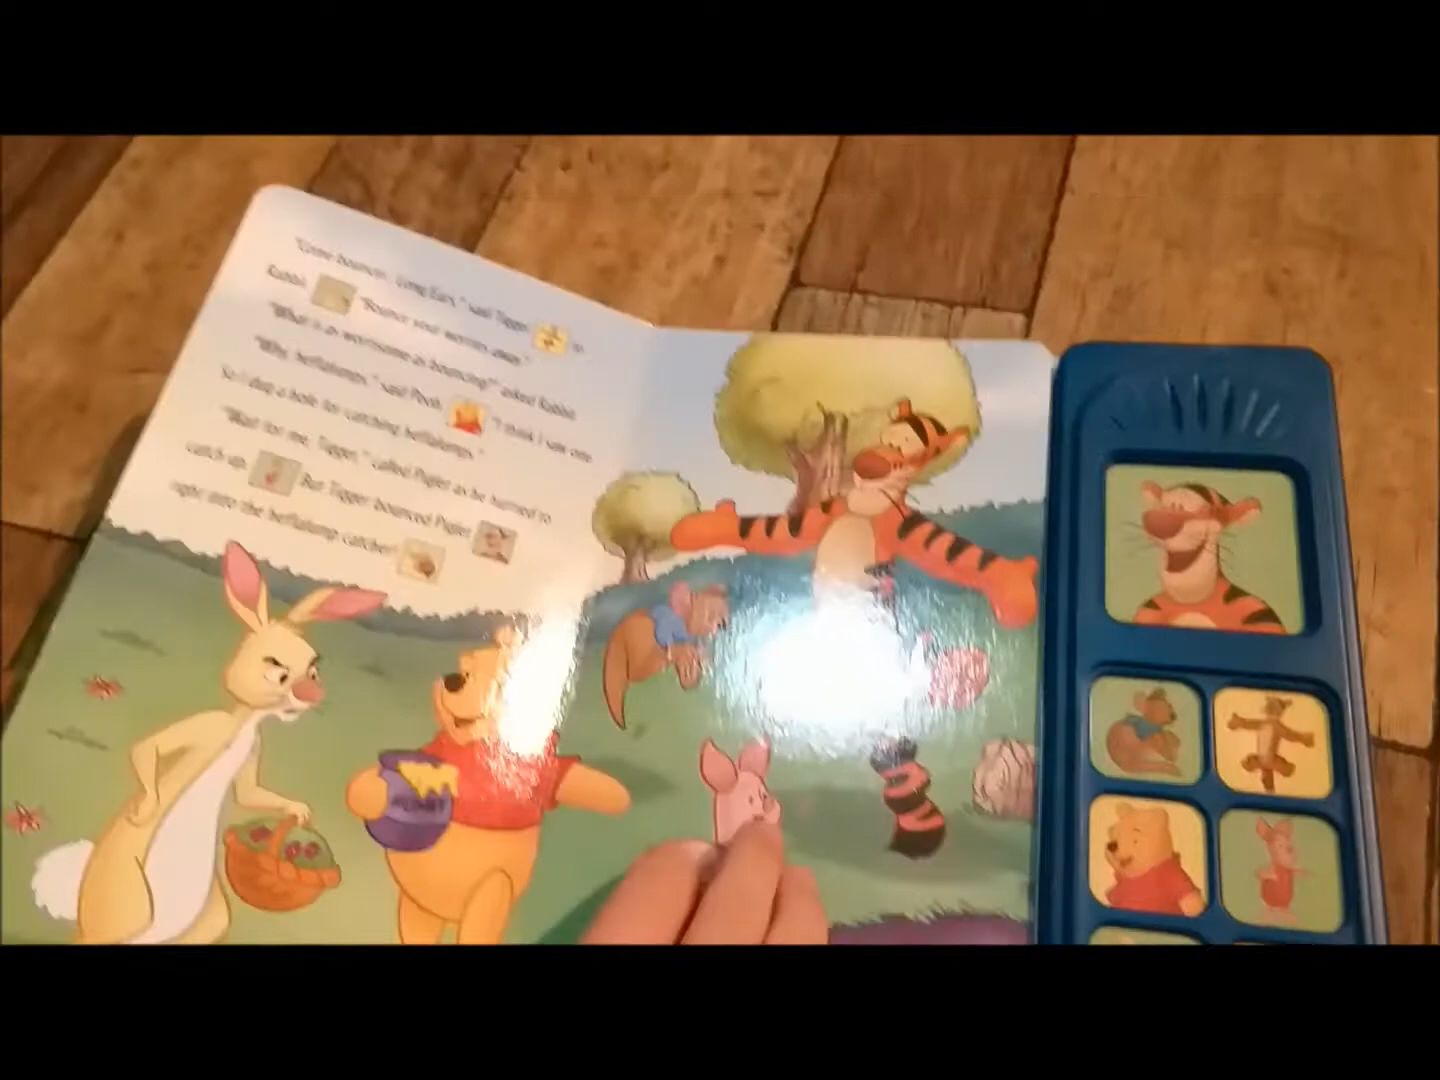 "Come bouncin', Long Ears," said Tigger to
Rabbit. "Bounce your worries away."
"What is as worrisome as bouncing?" asked Rabbit.
"Why, heffalumps," said Pooh. "I think I saw one.
So I dug a hole for catching heffalumps."
"Wait for me, Tigger," called Piglet as he hurried to
catch up. But Tigger bounced Piglet
right into the heffalump catcher!
HUNNY